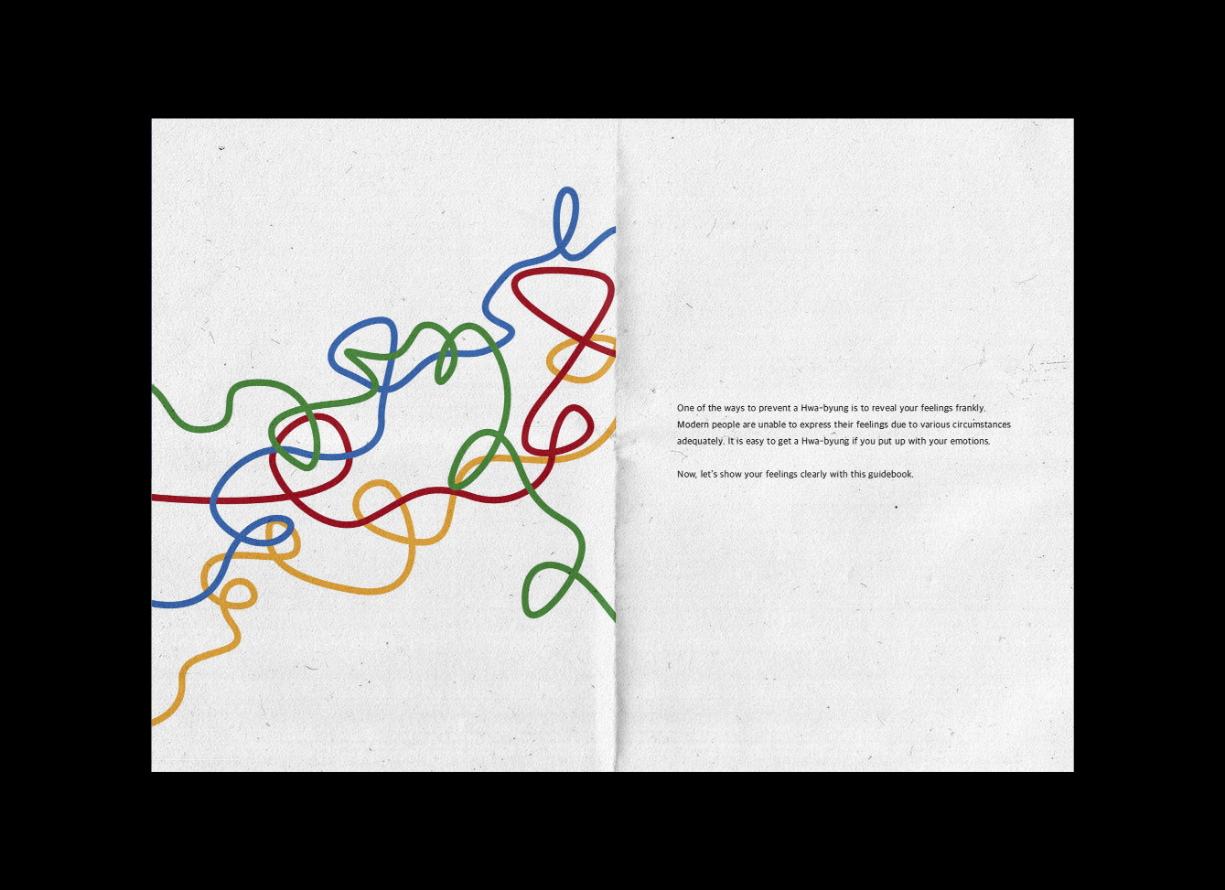 One of the ways to prevent a Hwa-byung is to reveal your feelings frankly.
Modern people are unable to express their feelings due to various circumstances
adequately. It is easy to get a Hwa-byung if you put up with your emotions.
Now, let's show your feelings clearly with this guidebook.